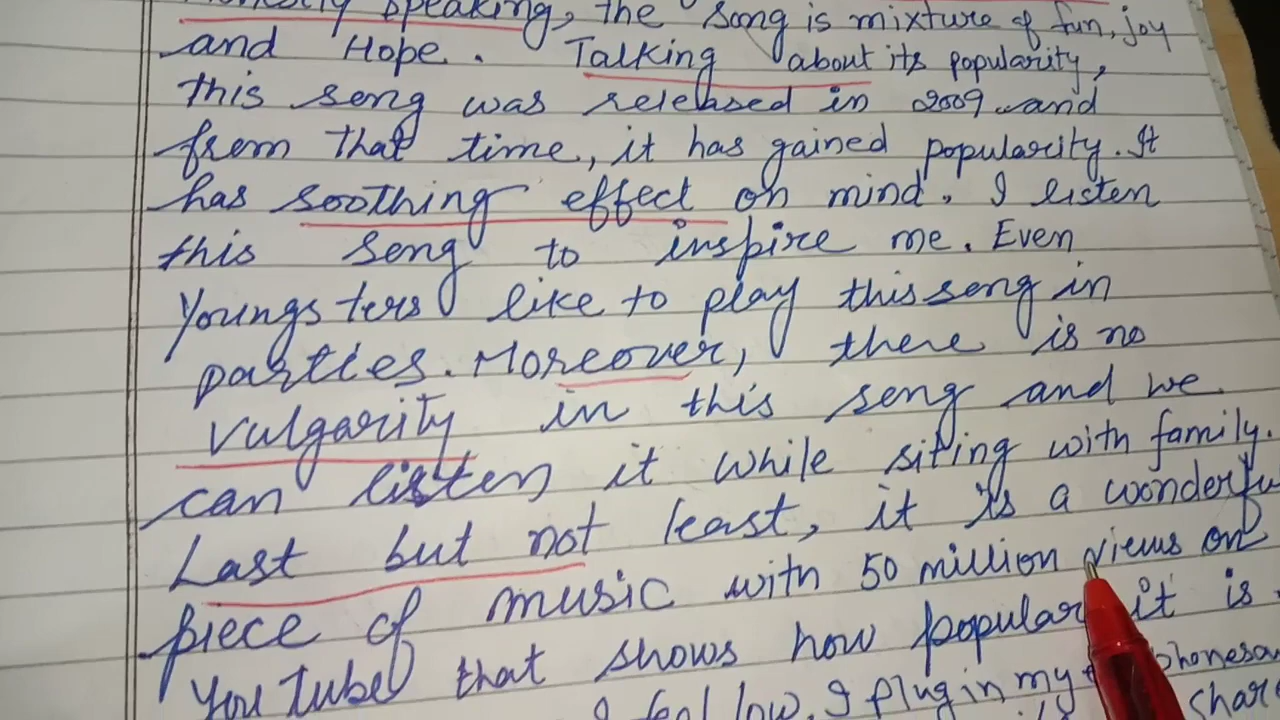 Honestly speaking, the song is mixture of fun, joy
and Hope. Talking about its popularity,
this song was released in 2009 and
from that time, it has gained popularity. It
has soothing effect on mind. I listen
this song to inspire me. Even
Youngsters like to play this song in
parties. Moreover, there is no
vulgarity in this song and we
can listen it while siting with family.
Last but not least, it is a wonderfu
piece of music with 50 million views on
YouTube that shows how popular it is.
I feel low, I plug in my phones
share